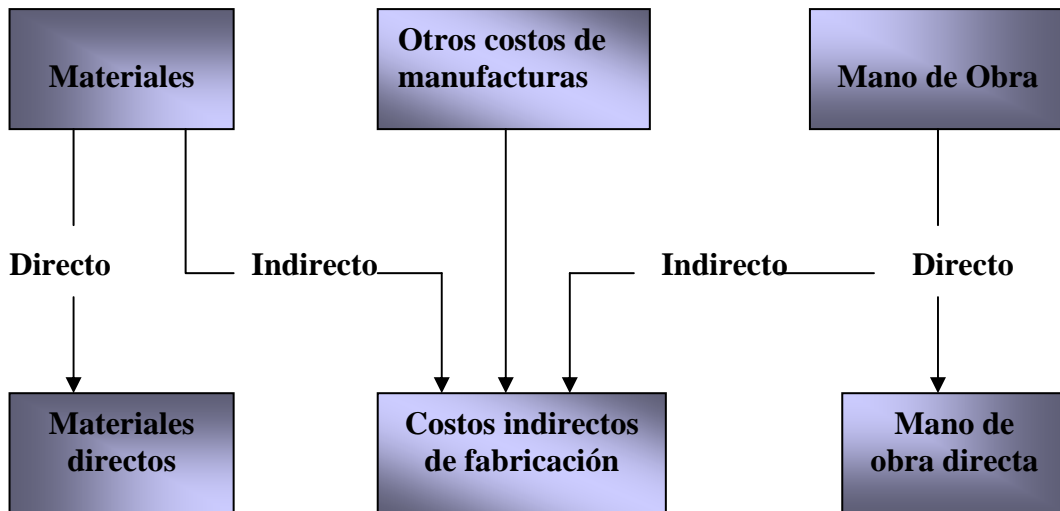 Materiales
Otros costos de
manufacturas
Mano de Obra
Directo
Indirecto
Indirecto
Directo
Materiales
directos
Costos indirectos
de fabricación
Mano de
obra directa